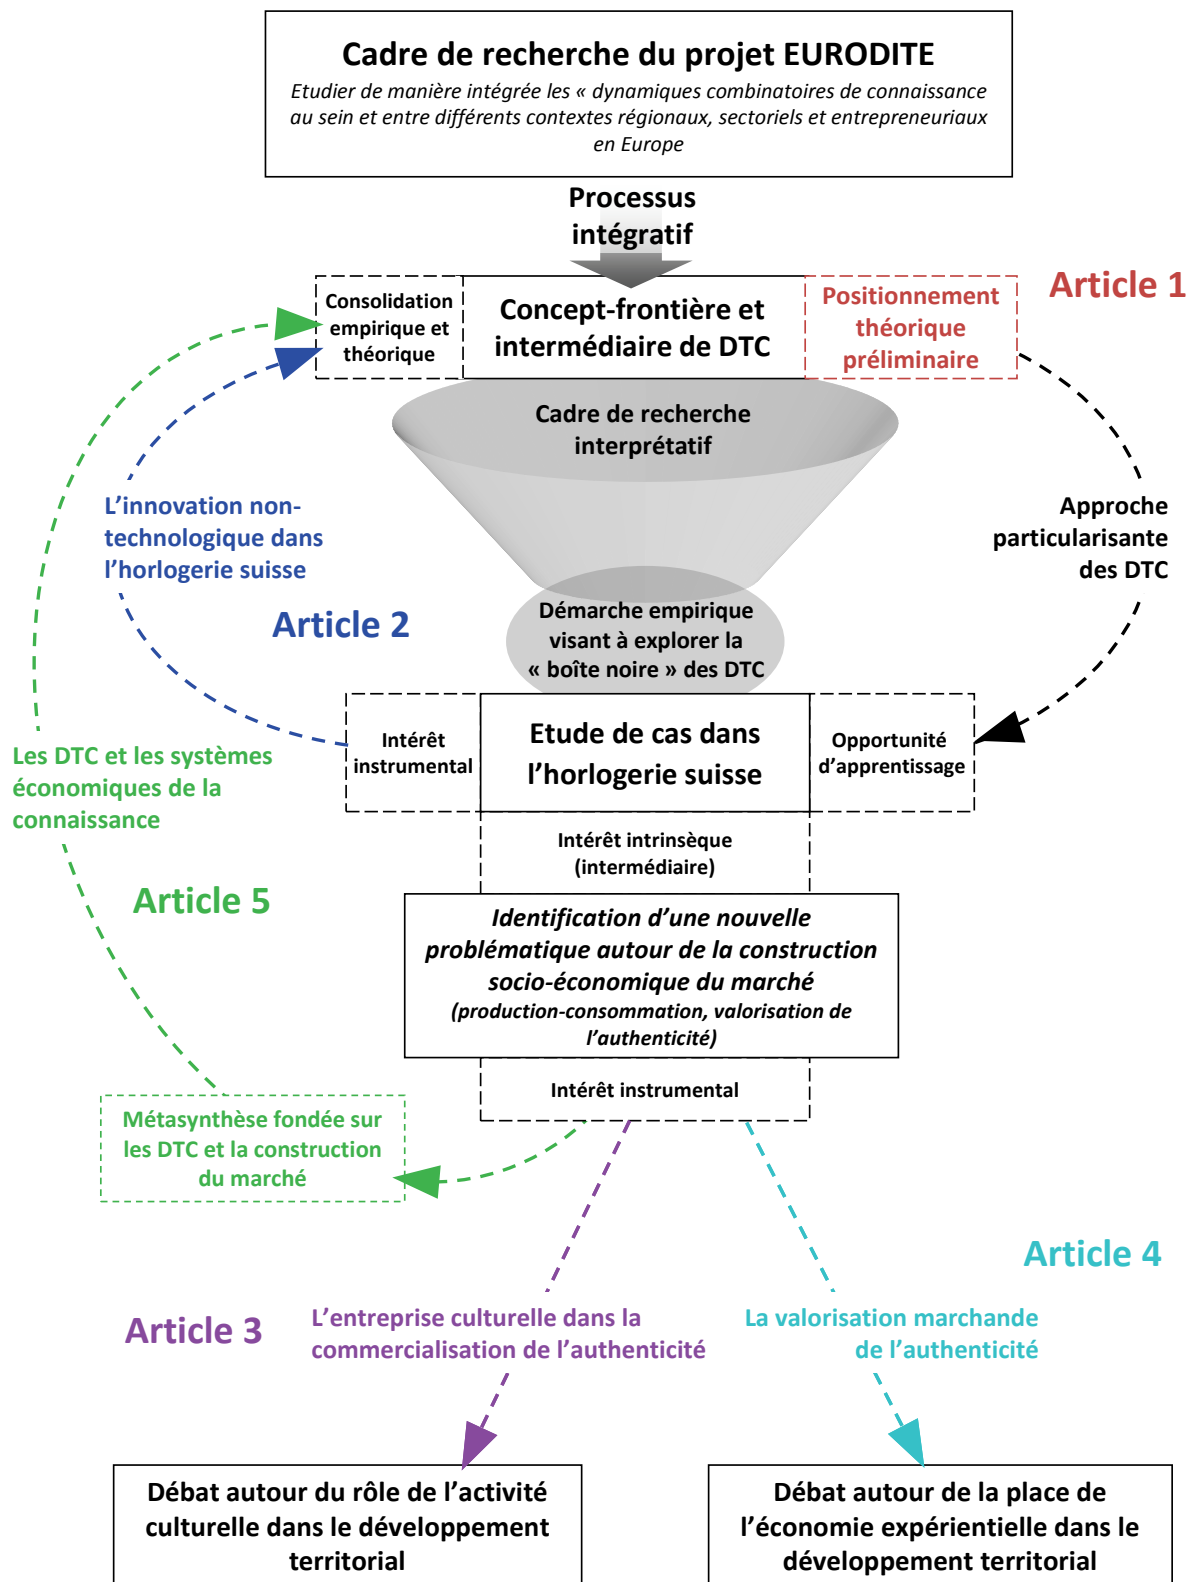 Cadre de recherche du projet EURODITE
Etudier de manière intégrée les « dynamiques combinatoires de connaissance
au sein et entre différents contextes régionaux, sectoriels et entrepreneuriaux
en Europe
Processus
intégratif
Article 1
Consolidation
empirique et
théorique
Concept-frontière et
intermédiaire de DTC
Positionnement
théorique
préliminaire
Cadre de recherche
interprétatif
L’innovation non-
technologique dans
l’horlogerie suisse
Article 2
Approche
particularisante
des DTC
Démarche empirique
visant à explorer la
« boîte noire » des DTC
Intérêt
instrumental
Etude de cas dans
l’horlogerie suisse
Opportunité
d’apprentissage
Les DTC et les systèmes
économiques de la
connaissance
Article 5
Intérêt intrinsèque
(intermédiaire)
Identification d’une nouvelle
problématique autour de la construction
socio-économique du marché
(production-consommation, valorisation de
l’authenticité)
Intérêt instrumental
Métasynthèse fondée sur
les DTC et la construction
du marché
Article 4
Article 3
L’entreprise culturelle dans la
commercialisation de l’authenticité
La valorisation marchande
de l’authenticité
Débat autour du rôle de l’activité
culturelle dans le développement
territorial
Débat autour de la place de
l’économie expérientielle dans le
développement territorial